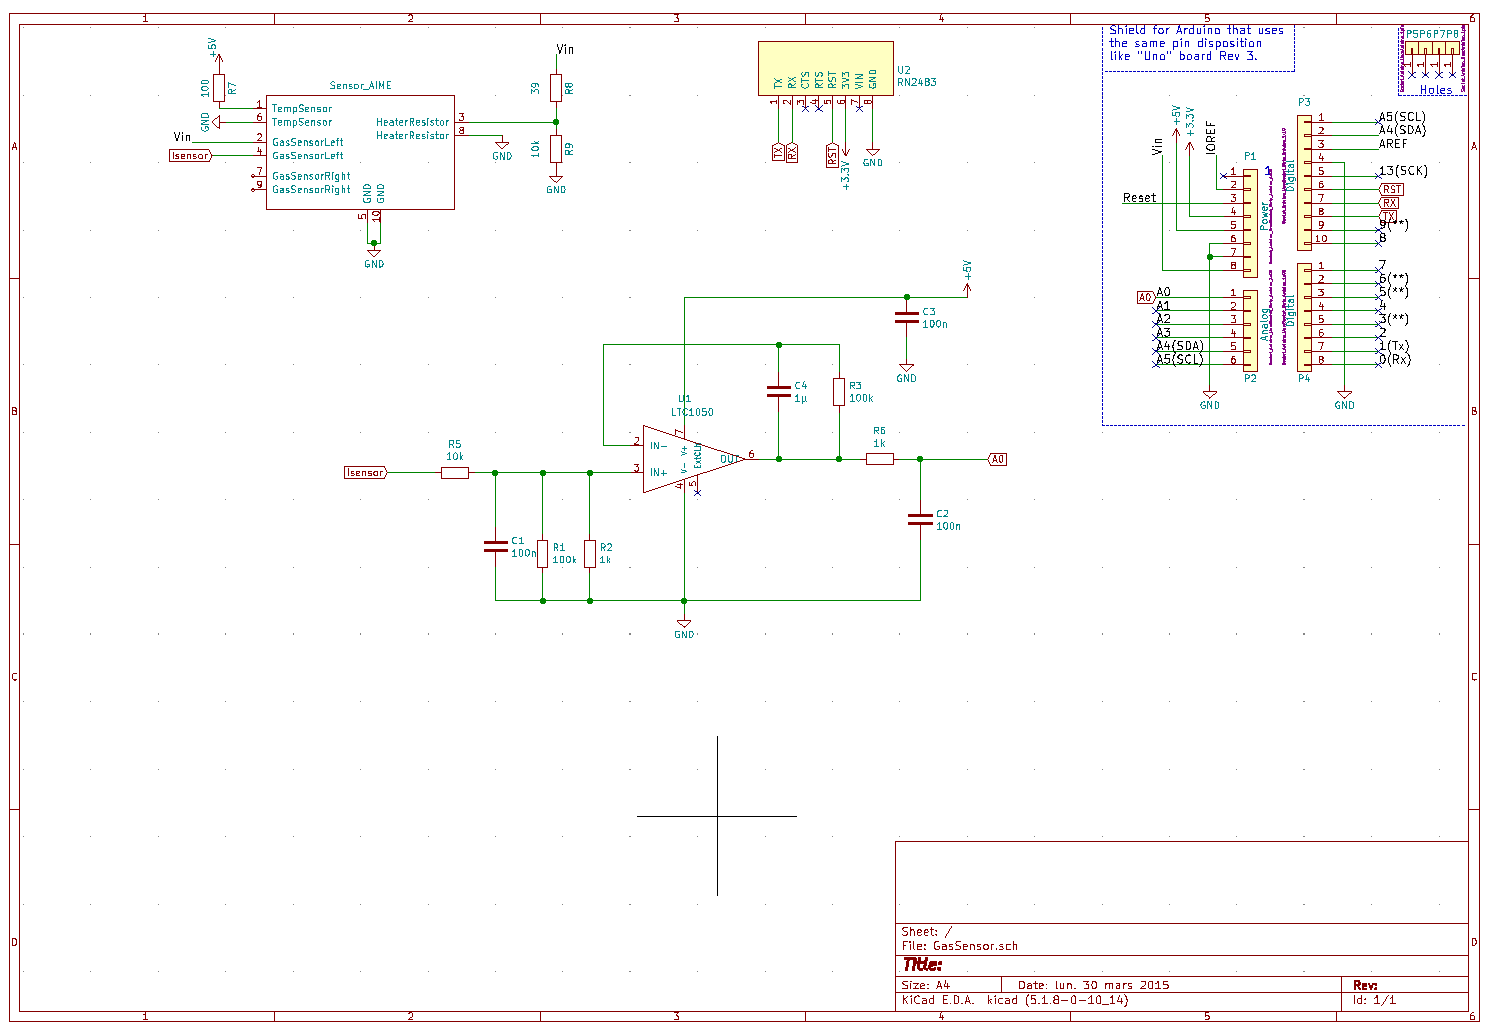 1
2
3
4
5
6
A
B
C
D
+5V
100
R7
Sensor_AIME
1
TempSensor
6
TempSensor
GND
Vin
2
GasSensorLeft
Isensor
4
GasSensorLeft
7
GasSensorRight
9
GasSensorRight
HeaterResistor
3
HeaterResistor
8
GND
GND
5
10
GND
GND
Vin
39
R8
10k
R9
GND
U2
RN2483
TX
RX
CTS
RTS
RST
3V3
VIN
GND
1
2
3
4
5
6
7
8
TX
RX
RST
+3.3V
GND
Shield for Arduino that uses
the same pin disposition
like "Uno" board Rev 3.
P5P6P7P8
1
1
1
1
Holes
Vin
+5V
+3.3V
IOREF
Reset
P1
1
Power
1
2
3
4
5
6
7
8
P3
Digital
1
A5(SCL)
2
A4(SDA)
3
AREF
4
5
13(SCK)
6
RST
7
RX
8
TX
9
9(**)
10
8
A0
A0
1
A1
2
A2
3
A3
4
A4(SDA)
5
A5(SCL)
6
Analog
P2
Digital
1
7
2
6(**)
3
5(**)
4
4
5
3(**)
6
2
7
1(Tx)
8
0(Rx)
P4
GND
GND
+5V
C3
100n
GND
C4
1µ
R3
100k
U1
LTC1050
2
IN-
3
IN+
7
V+
V-
ExtClk
4
5
OUT
6
R6
1k
A0
C2
100n
Isensor
R5
10k
C1
100n
R1
100k
R2
1k
GND
Sheet: /
File: GasSensor.sch
Title:
Size: A4
Date: lun. 30 mars 2015
Rev:
KiCad E.D.A.  kicad (5.1.8-0-10_14)
Id: 1/1
1
2
3
4
5
6
A
B
C
D